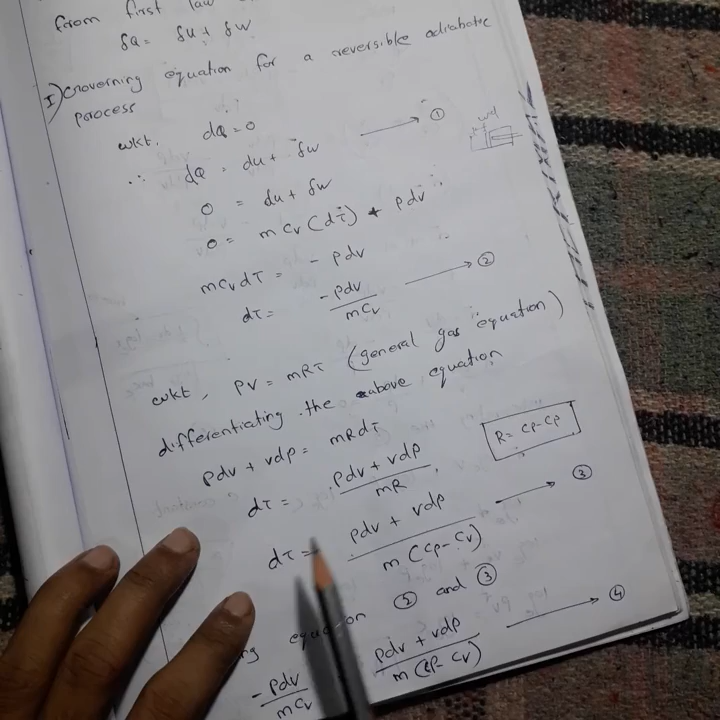 from first law
δQ = δu + δw
I) Governing equation for a reversible adiabatic
process
wkt, dQ = 0
∴ dQ = du + δw ①
0 = du + δw
0 = m Cv (dT) + pdv
mCvdT = - pdv
dT = -pdv / mCv ②
wkt, PV = mRT (general gas equation)
differentiating the above equation
pdv + vdp = mRdT
R = Cp - Cp
dT = pdv + vdp / mR
dT = pdv + vdp / m (Cp - Cv) ③
equation ② and ③
-pdv / mCv pdv + vdp / m (Cp - Cv) ④